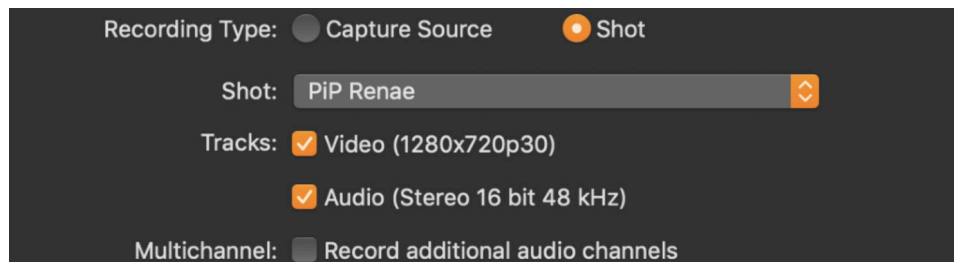 Recording Type: Capture Source Shot
Shot: PiP Renae
Tracks: Video (1280x720p30)
Audio (Stereo 16 bit 48 kHz)
Multichannel: Record additional audio channels